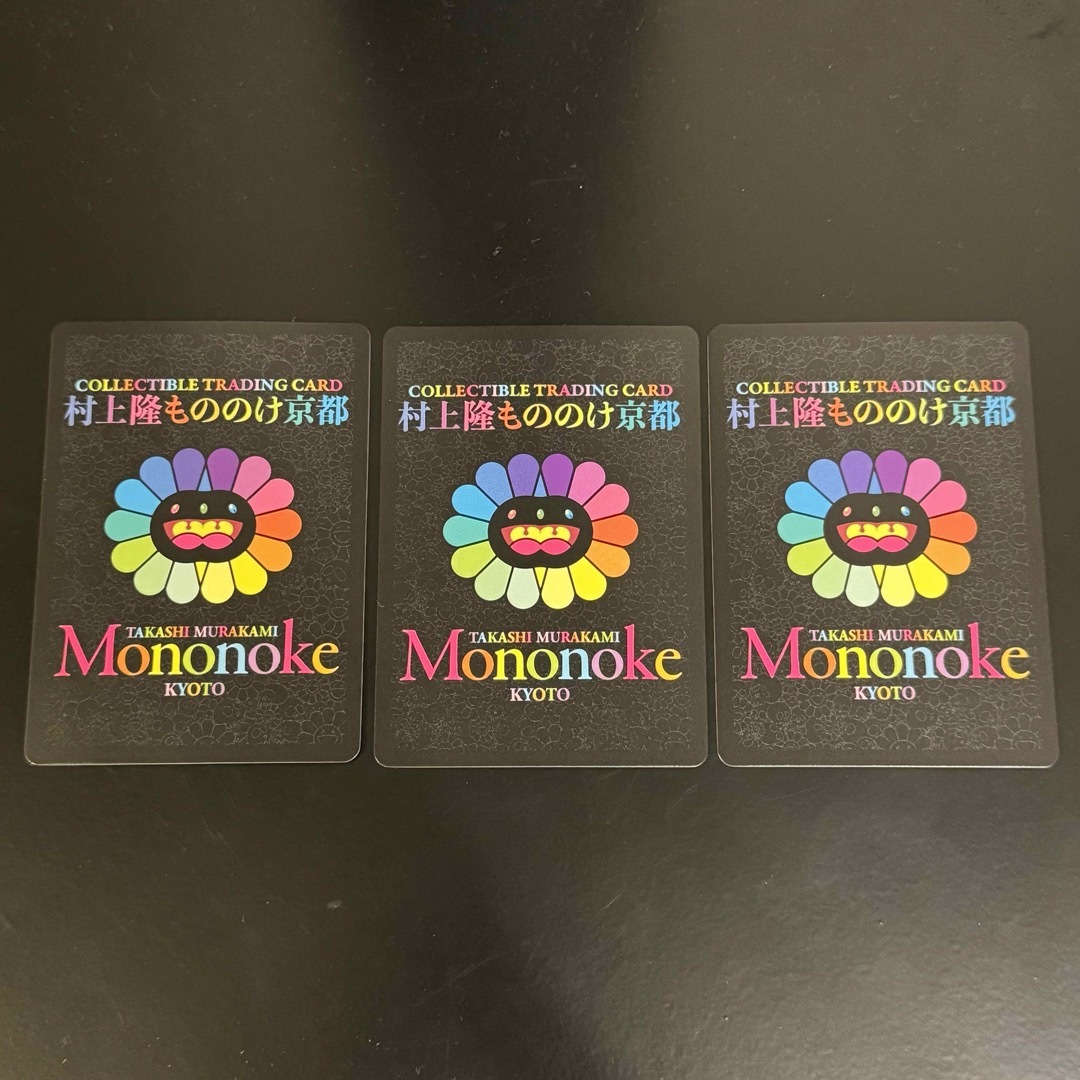 COLLECTIBLE TRADING CARD
村上隆もののけ京都
TAKASHI MURAKAMI
Mononoke
KYOTO
COLLECTIBLE TRADING CARD
村上隆もののけ京都
TAKASHI MURAKAMI
Mononoke
KYOTO
COLLECTIBLE TRADING CARD
村上隆もののけ京都
TAKASHI MURAKAMI
Mononoke
KYOTO